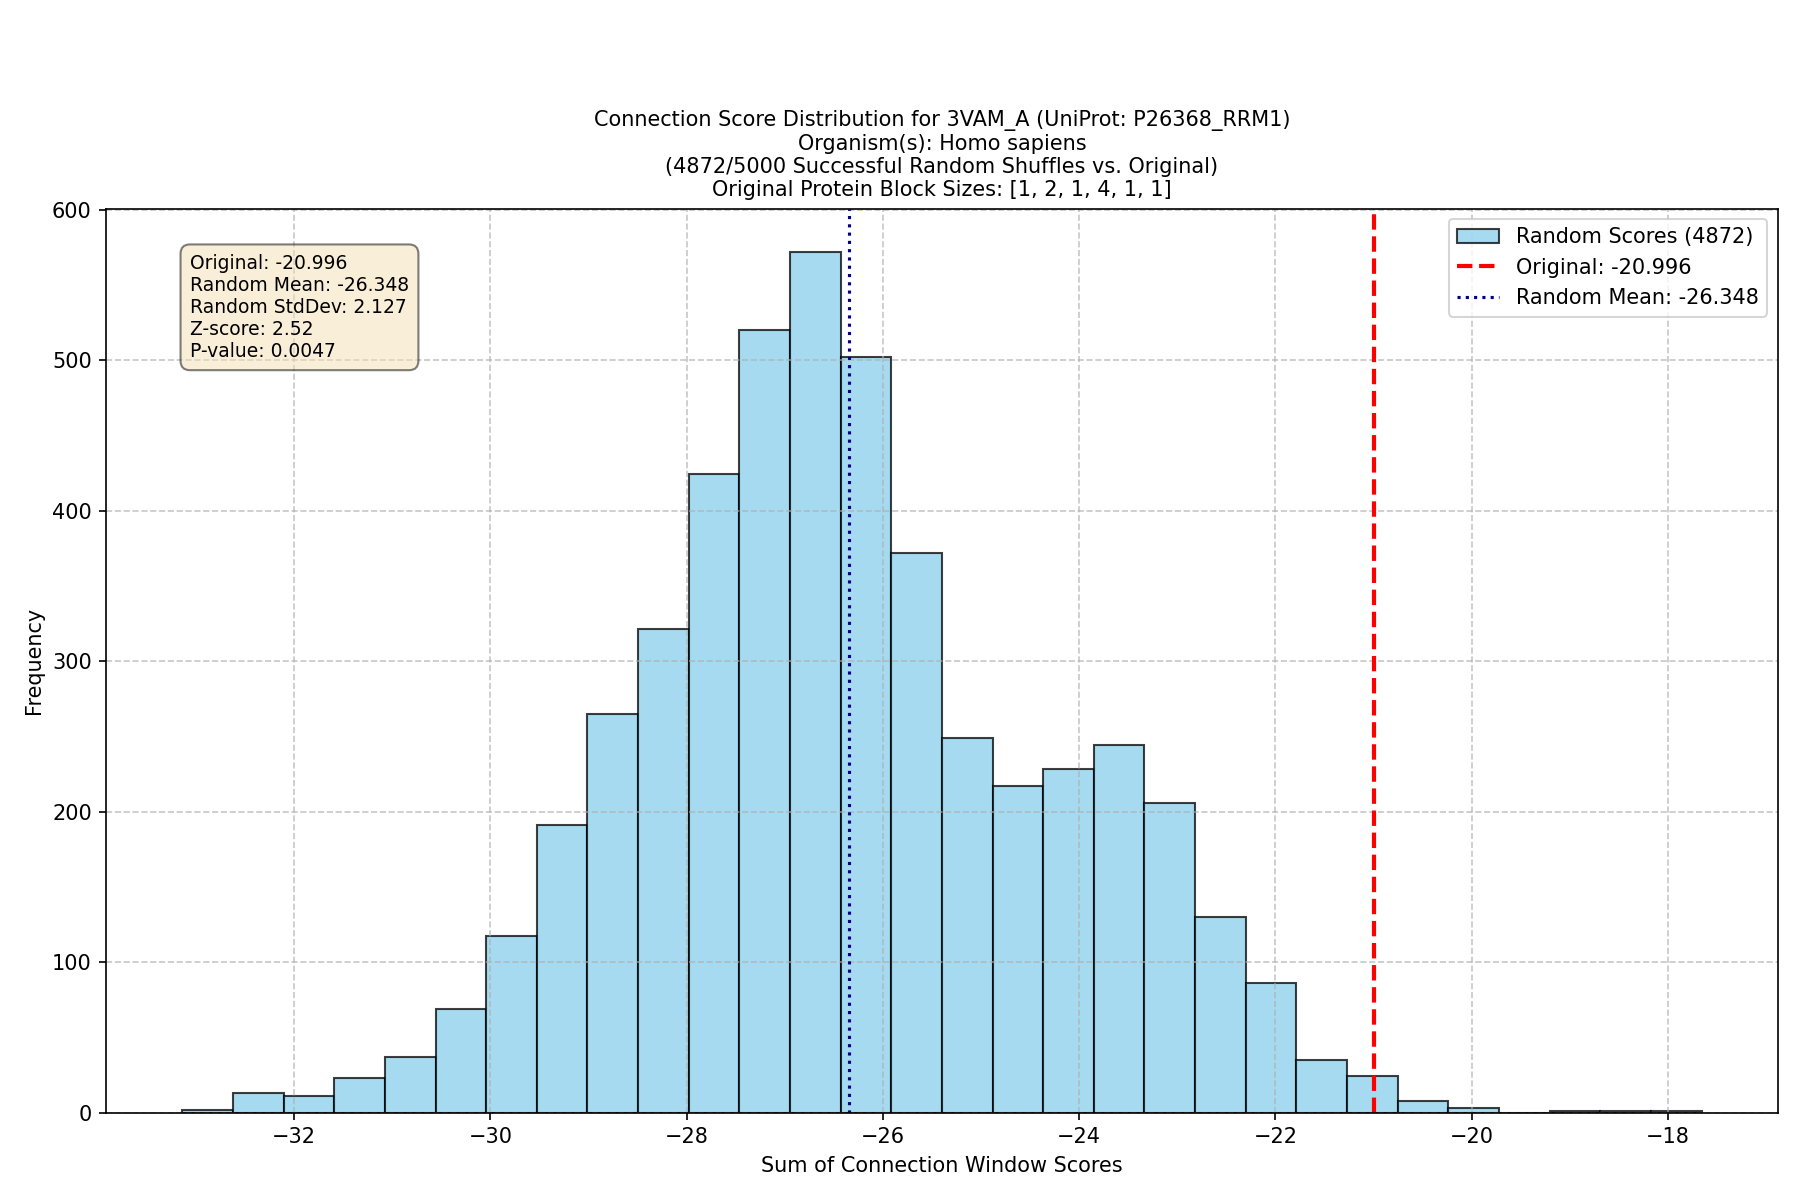 Connection Score Distribution for 3VAM_A (UniProt: P26368_RRM1)
Organism(s): Homo sapiens
(4872/5000 Successful Random Shuffles vs. Original)
Original Protein Block Sizes: [1, 2, 1, 4, 1, 1]
Original: -20.996
Random Mean: -26.348
Random StdDev: 2.127
Z-score: 2.52
P-value: 0.0047
Random Scores (4872)
Original: -20.996
Random Mean: -26.348
600
500
400
300
200
100
0
Frequency
−32
−30
−28
−26
−24
−22
−20
−18
Sum of Connection Window Scores